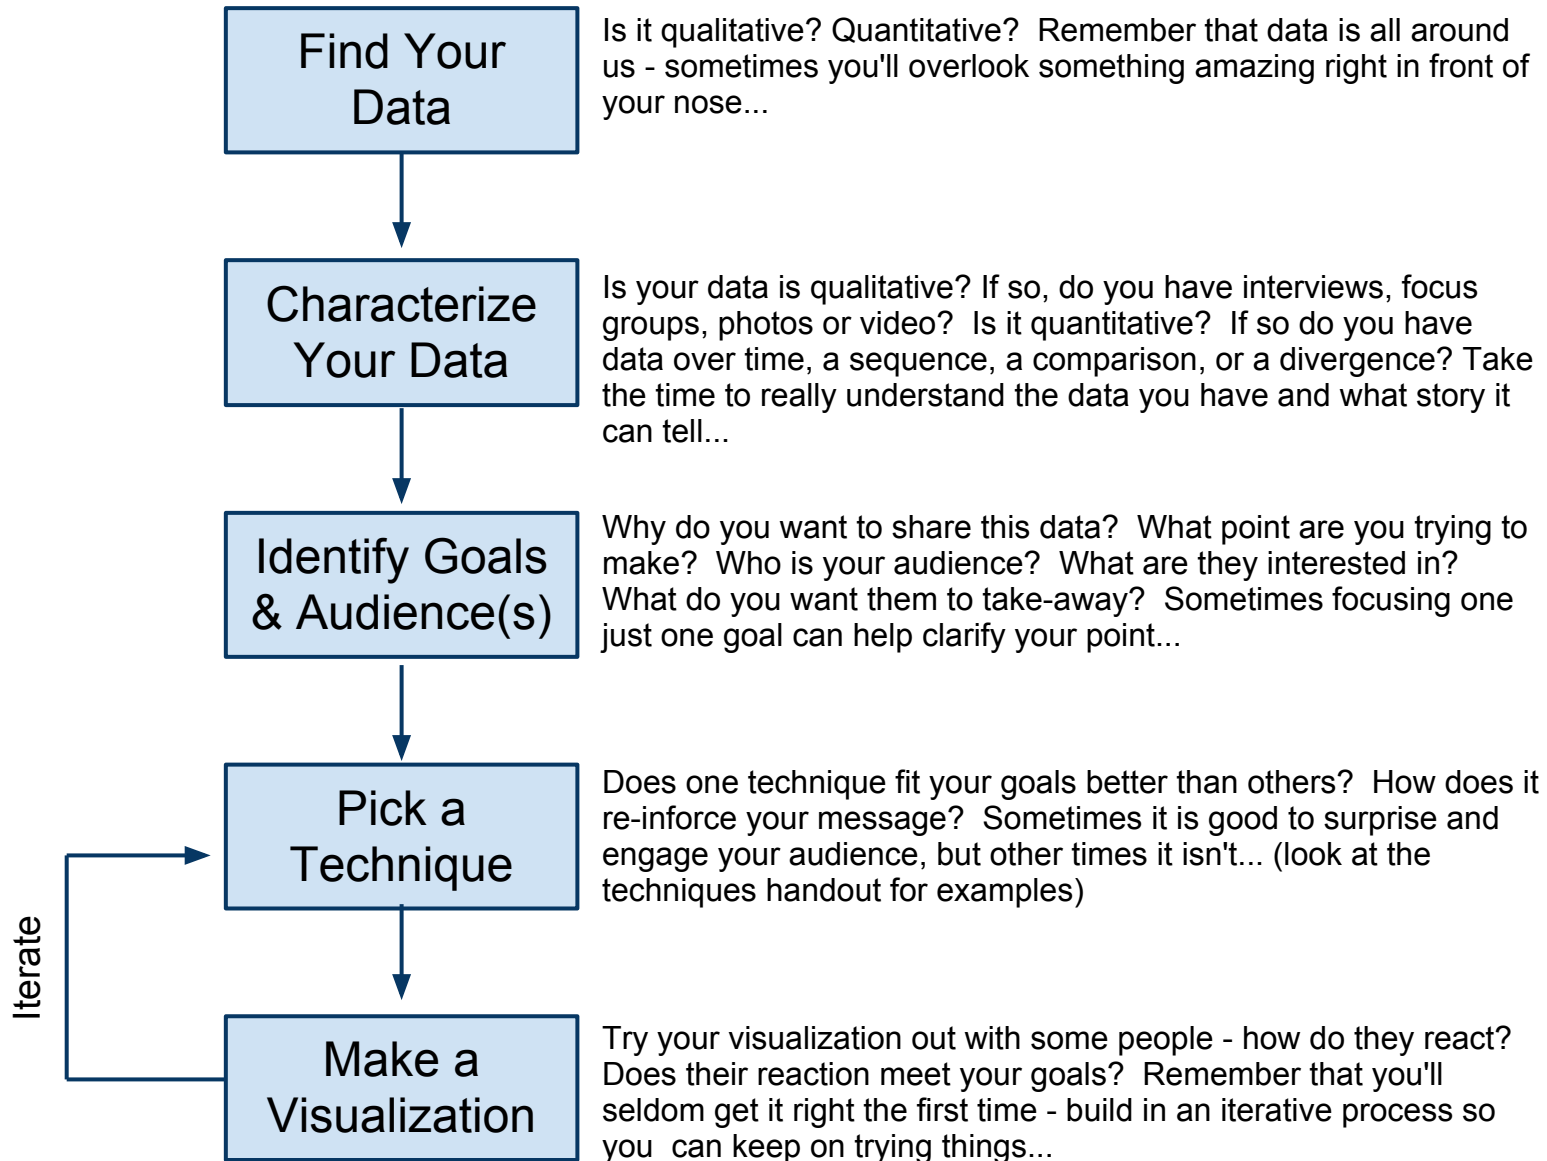 Find Your
Data
Is it qualitative? Quantitative?  Remember that data is all around
us - sometimes you'll overlook something amazing right in front of
your nose...
Characterize
Your Data
Is your data is qualitative? If so, do you have interviews, focus
groups, photos or video?  Is it quantitative?  If so do you have
data over time, a sequence, a comparison, or a divergence? Take
the time to really understand the data you have and what story it
can tell...
Identify Goals
& Audience(s)
Why do you want to share this data?  What point are you trying to
make?  Who is your audience?  What are they interested in?
What do you want them to take-away?  Sometimes focusing one
just one goal can help clarify your point...
Pick a
Technique
Does one technique fit your goals better than others?  How does it
re-inforce your message?  Sometimes it is good to surprise and
engage your audience, but other times it isn't... (look at the
techniques handout for examples)
Iterate
Make a
Visualization
Try your visualization out with some people - how do they react?
Does their reaction meet your goals?  Remember that you'll
seldom get it right the first time - build in an iterative process so
you  can keep on trying things...